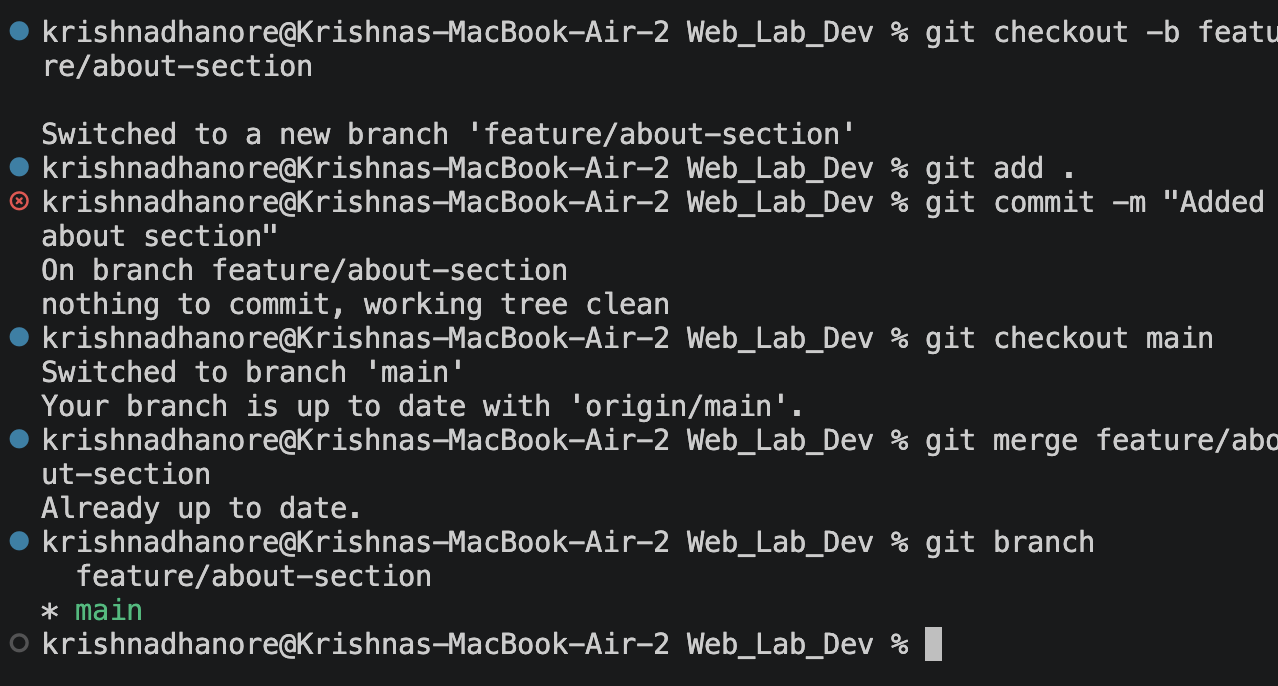 krishnadhanore@Krishnas-MacBook-Air-2 Web_Lab_Dev % git checkout -b featu
re/about-section
Switched to a new branch 'feature/about-section'
krishnadhanore@Krishnas-MacBook-Air-2 Web_Lab_Dev % git add .
krishnadhanore@Krishnas-MacBook-Air-2 Web_Lab_Dev % git commit -m "Added
about section"
On branch feature/about-section
nothing to commit, working tree clean
krishnadhanore@Krishnas-MacBook-Air-2 Web_Lab_Dev % git checkout main
Switched to branch 'main'
Your branch is up to date with 'origin/main'.
krishnadhanore@Krishnas-MacBook-Air-2 Web_Lab_Dev % git merge feature/abo
ut-section
Already up to date.
krishnadhanore@Krishnas-MacBook-Air-2 Web_Lab_Dev % git branch
  feature/about-section
* main
krishnadhanore@Krishnas-MacBook-Air-2 Web_Lab_Dev %